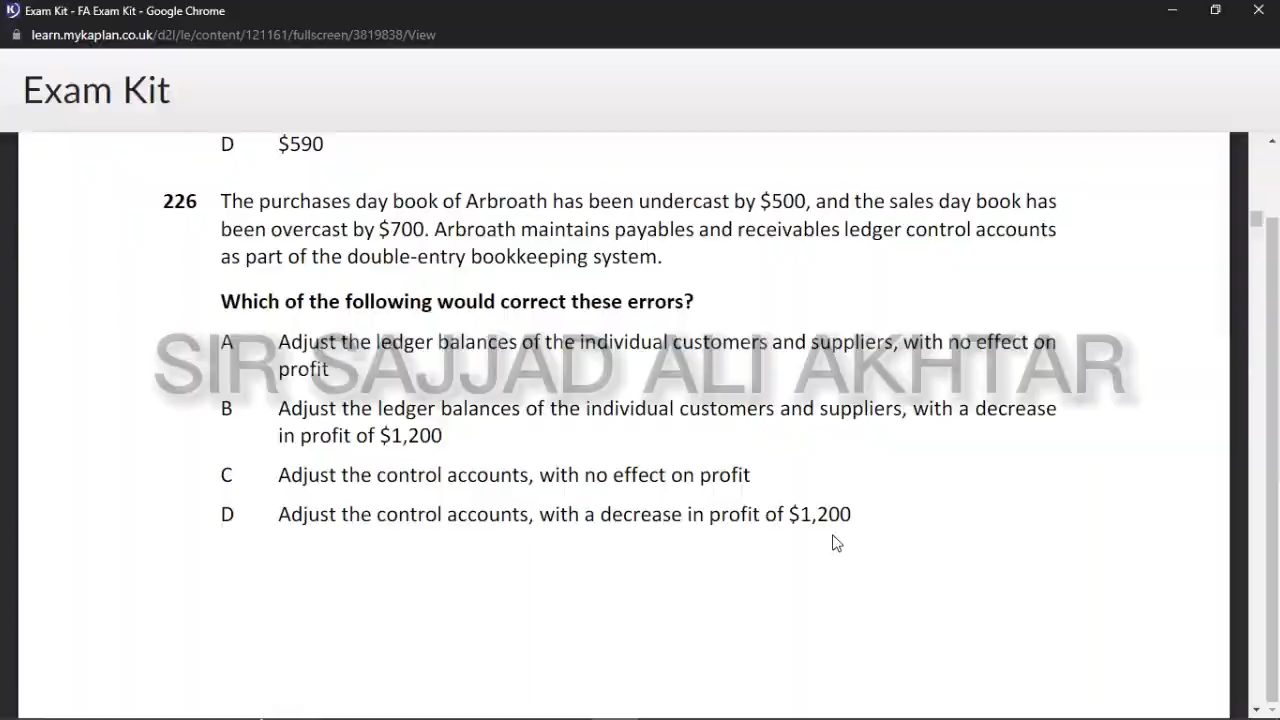 Exam Kit - FA Exam Kit - Google Chrome
learn.mykaplan.co.uk/d2l/le/content/121161/fullscreen/3819838/View
Exam Kit
D $590
226 The purchases day book of Arbroath has been undercast by $500, and the sales day book has
been overcast by $700. Arbroath maintains payables and receivables ledger control accounts
as part of the double-entry bookkeeping system.
Which of the following would correct these errors?
A Adjust the ledger balances of the individual customers and suppliers, with no effect on
profit
SIR SAJJAD ALI AKHTAR
B Adjust the ledger balances of the individual customers and suppliers, with a decrease
in profit of $1,200
C Adjust the control accounts, with no effect on profit
D Adjust the control accounts, with a decrease in profit of $1,200